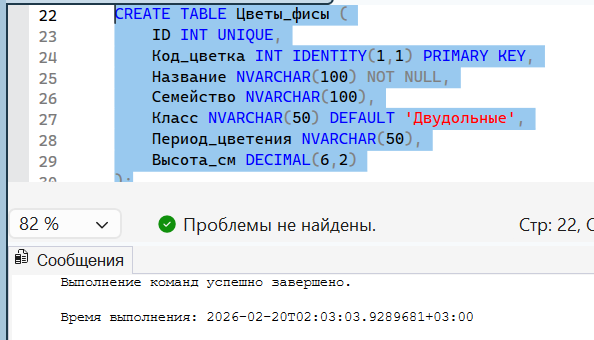 22 CREATE TABLE Цветы_фисы (
23 ID INT UNIQUE,
24 Код_цветка INT IDENTITY(1,1) PRIMARY KEY,
25 Название NVARCHAR(100) NOT NULL,
26 Семейство NVARCHAR(100),
27 Класс NVARCHAR(50) DEFAULT 'Двудольные',
28 Период_цветения NVARCHAR(50),
29 Высота_см DECIMAL(6,2)
30 );
82 % Проблемы не найдены. Стр: 22, С
Сообщения
Выполнение команд успешно завершено.
Время выполнения: 2026-02-20T02:03:03.9289681+03:00